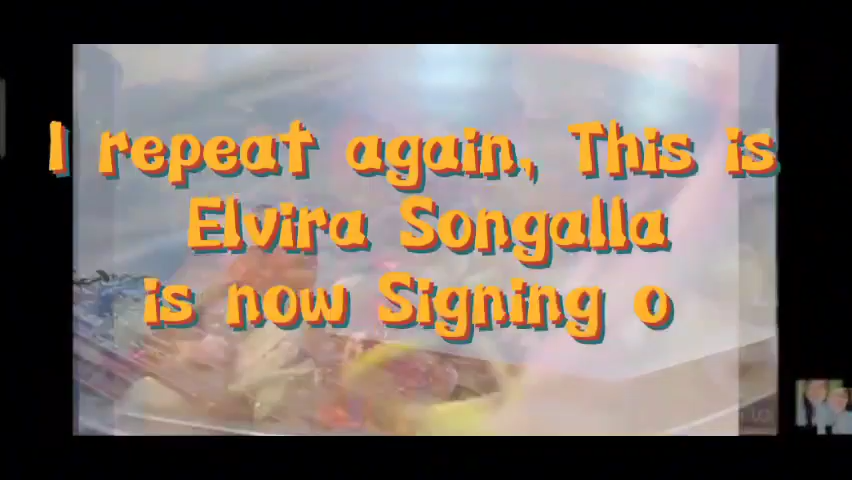 I repeat again, This is
Elvira Songalla
is now Signing o